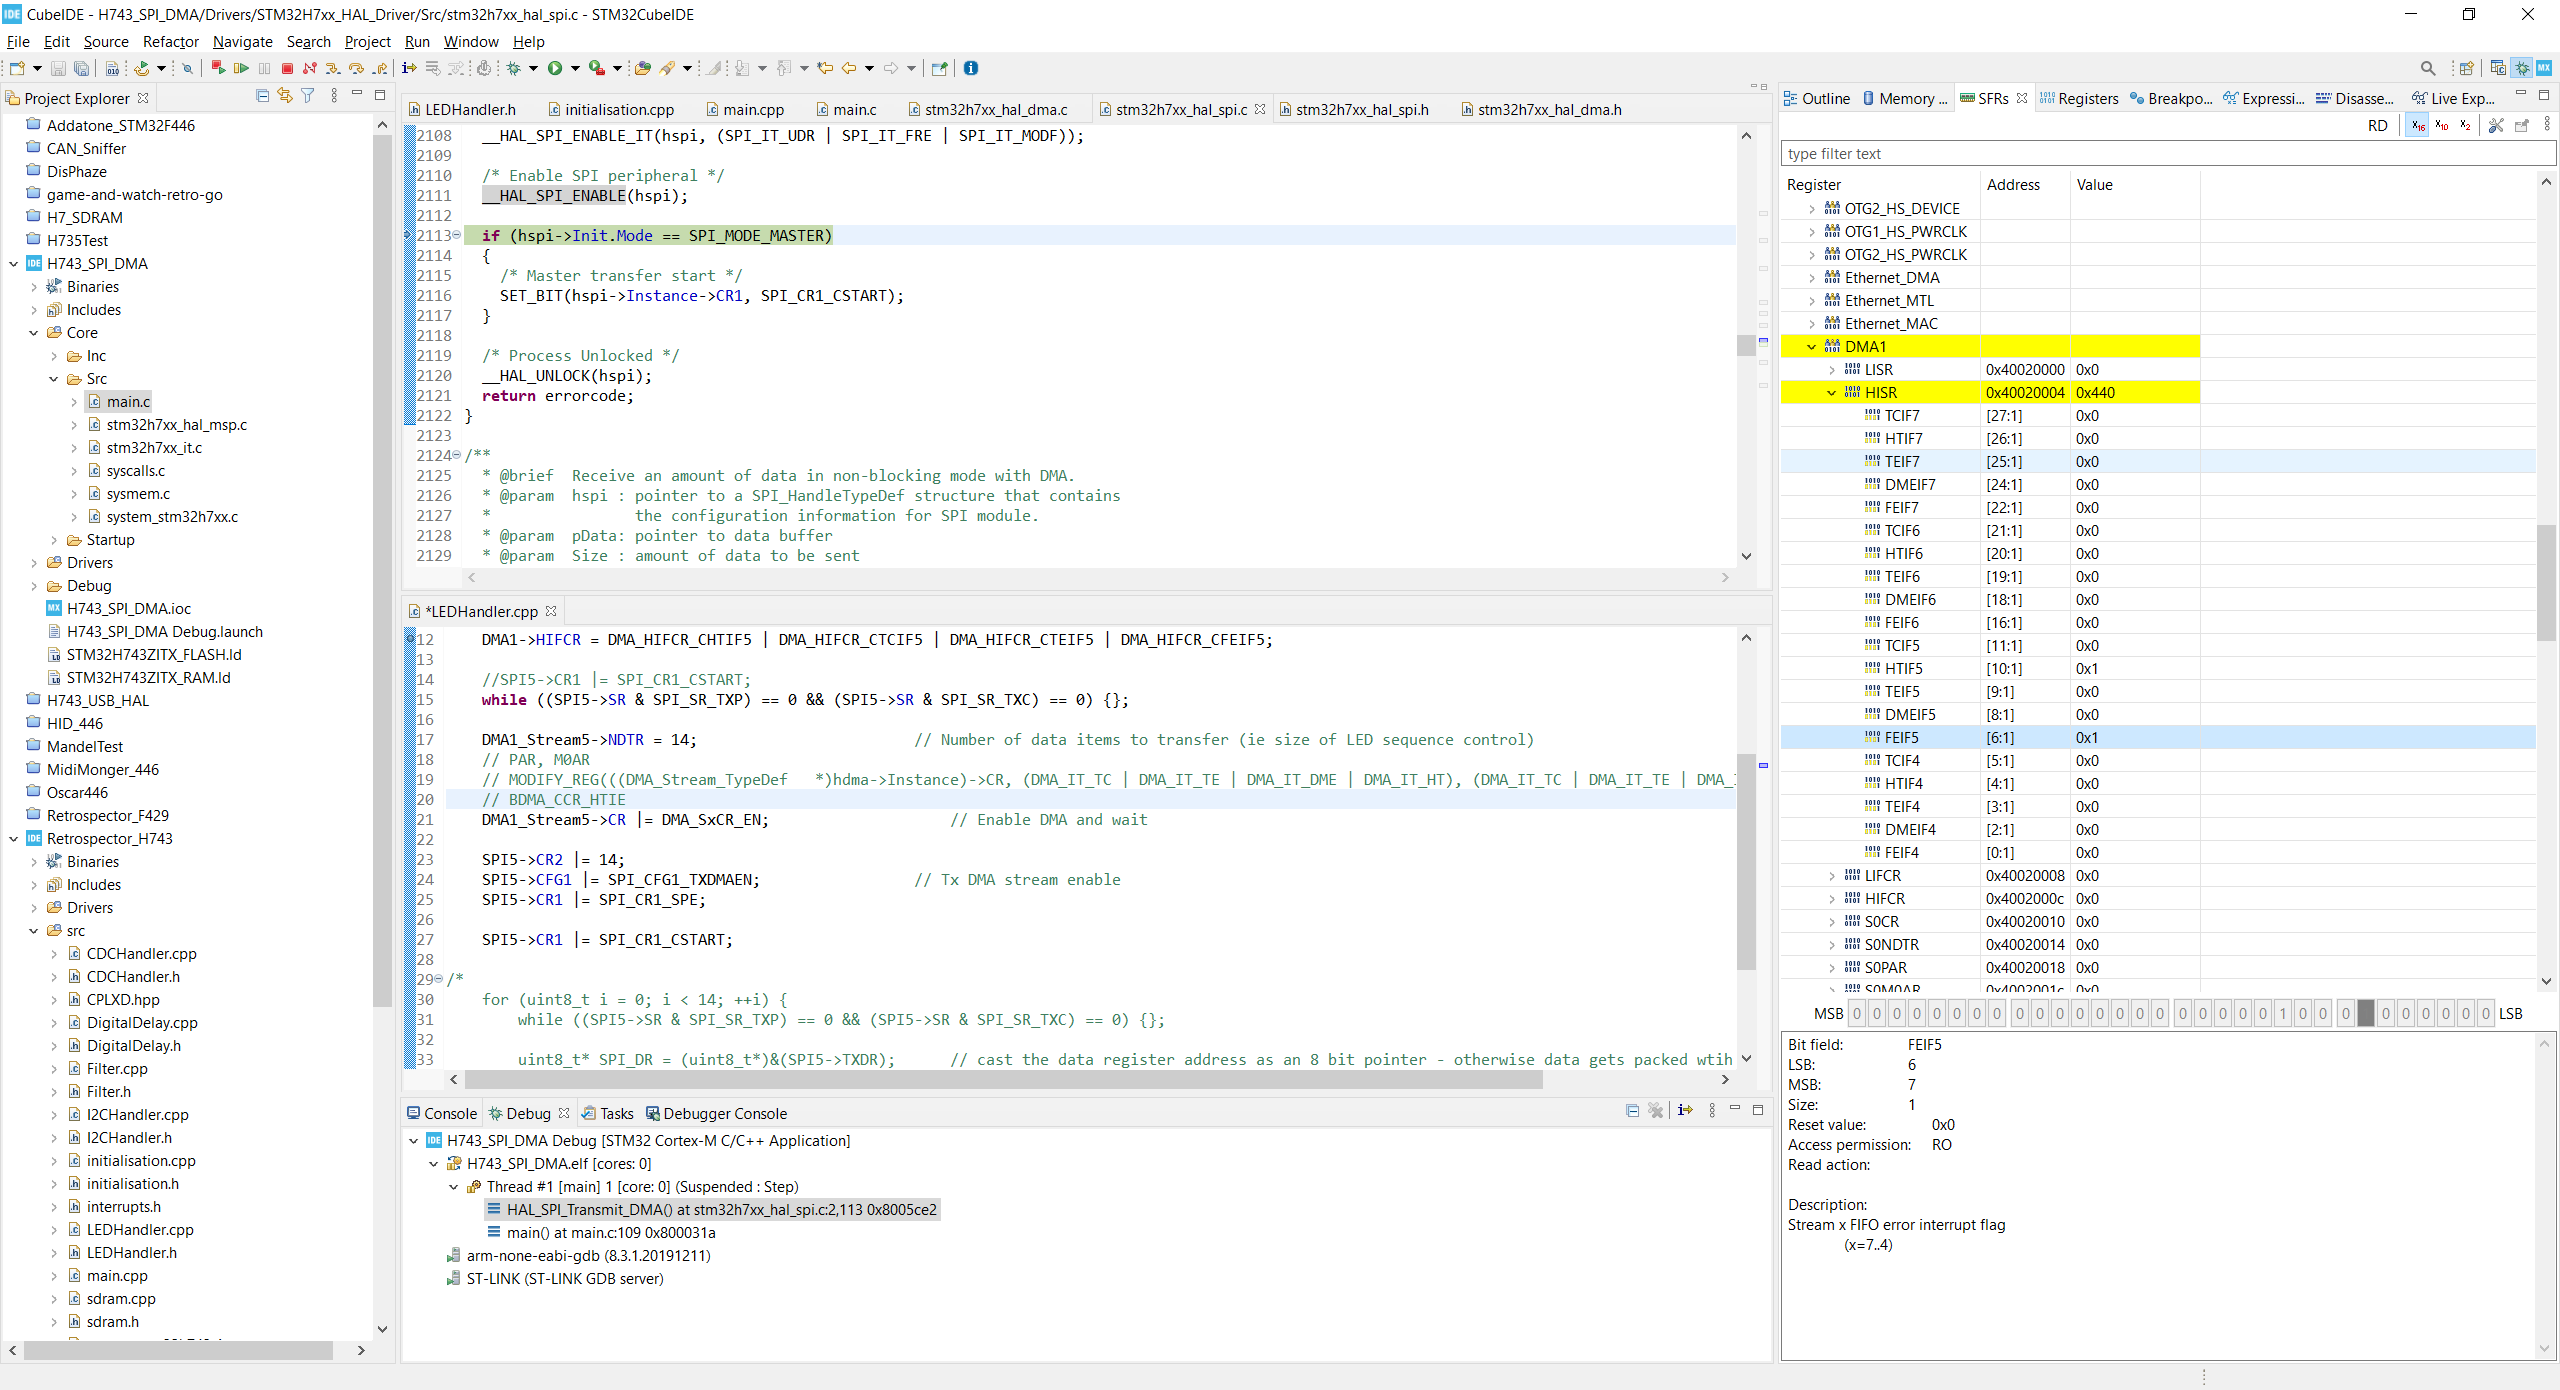 CubeIDE - H743_SPI_DMA/Drivers/STM32H7xx_HAL_Driver/Src/stm32h7xx_hal_spi.c - STM32CubeIDE
File Edit Source Refactor Navigate Search Project Run Window Help
Project Explorer
Addatone_STM32F446
CAN_Sniffer
DisPhaze
game-and-watch-retro-go
H7_SDRAM
H735Test
H743_SPI_DMA
Binaries
Includes
Core
Inc
Src
main.c
stm32h7xx_hal_msp.c
stm32h7xx_it.c
syscalls.c
sysmem.c
system_stm32h7xx.c
Startup
Drivers
Debug
H743_SPI_DMA.ioc
H743_SPI_DMA Debug.launch
STM32H743ZITX_FLASH.ld
STM32H743ZITX_RAM.ld
H743_USB_HAL
HID_446
MandelTest
MidiMonger_446
Oscar446
Retrospector_F429
Retrospector_H743
Binaries
Includes
Drivers
src
CDCHandler.cpp
CDCHandler.h
CPLXD.hpp
DigitalDelay.cpp
DigitalDelay.h
Filter.cpp
Filter.h
I2CHandler.cpp
I2CHandler.h
initialisation.cpp
initialisation.h
interrupts.h
LEDHandler.cpp
LEDHandler.h
main.cpp
sdram.cpp
sdram.h
LEDHandler.h initialisation.cpp main.cpp main.c stm32h7xx_hal_dma.c stm32h7xx_hal_spi.c stm32h7xx_hal_spi.h stm32h7xx_hal_dma.h
2108 __HAL_SPI_ENABLE_IT(hspi, (SPI_IT_UDR | SPI_IT_FRE | SPI_IT_MODF));
2109
2110 /* Enable SPI peripheral */
2111 __HAL_SPI_ENABLE(hspi);
2112
2113 if (hspi->Init.Mode == SPI_MODE_MASTER)
2114 {
2115 /* Master transfer start */
2116 SET_BIT(hspi->Instance->CR1, SPI_CR1_CSTART);
2117 }
2118
2119 /* Process Unlocked */
2120 __HAL_UNLOCK(hspi);
2121 return errorcode;
2122 }
2123
2124 /**
2125 * @brief Receive an amount of data in non-blocking mode with DMA.
2126 * @param hspi : pointer to a SPI_HandleTypeDef structure that contains
2127 * the configuration information for SPI module.
2128 * @param pData: pointer to data buffer
2129 * @param Size : amount of data to be sent
*LEDHandler.cpp
12 DMA1->HIFCR = DMA_HIFCR_CHTIF5 | DMA_HIFCR_CTCIF5 | DMA_HIFCR_CTEIF5 | DMA_HIFCR_CFEIF5;
13
14 //SPI5->CR1 |= SPI_CR1_CSTART;
15 while ((SPI5->SR & SPI_SR_TXP) == 0 && (SPI5->SR & SPI_SR_TXC) == 0) {};
16
17 DMA1_Stream5->NDTR = 14; // Number of data items to transfer (ie size of LED sequence control)
18 // PAR, M0AR
19 // MODIFY_REG(((DMA_Stream_TypeDef *)hdma->Instance)->CR, (DMA_IT_TC | DMA_IT_TE | DMA_IT_DME | DMA_IT_HT), (DMA_IT_TC | DMA_IT_TE | DMA_
20 // BDMA_CCR_HTIE
21 DMA1_Stream5->CR |= DMA_SxCR_EN; // Enable DMA and wait
22
23 SPI5->CR2 |= 14;
24 SPI5->CFG1 |= SPI_CFG1_TXDMAEN; // Tx DMA stream enable
25 SPI5->CR1 |= SPI_CR1_SPE;
26
27 SPI5->CR1 |= SPI_CR1_CSTART;
28
29 /*
30 for (uint8_t i = 0; i < 14; ++i) {
31 while ((SPI5->SR & SPI_SR_TXP) == 0 && (SPI5->SR & SPI_SR_TXC) == 0) {};
32
33 uint8_t* SPI_DR = (uint8_t*)&(SPI5->TXDR); // cast the data register address as an 8 bit pointer - otherwise data gets packed wtih
Console Debug Tasks Debugger Console
H743_SPI_DMA Debug [STM32 Cortex-M C/C++ Application]
H743_SPI_DMA.elf [cores: 0]
Thread #1 [main] 1 [core: 0] (Suspended : Step)
HAL_SPI_Transmit_DMA() at stm32h7xx_hal_spi.c:2,113 0x8005ce2
main() at main.c:109 0x800031a
arm-none-eabi-gdb (8.3.1.20191211)
ST-LINK (ST-LINK GDB server)
Outline Memory ... SFRs Registers Breakpo... Expressi... Disasse... Live Exp...
RD X16 X10 X2
type filter text
Register Address Value
OTG2_HS_DEVICE
OTG1_HS_PWRCLK
OTG2_HS_PWRCLK
Ethernet_DMA
Ethernet_MTL
Ethernet_MAC
DMA1
LISR 0x40020000 0x0
HISR 0x40020004 0x440
TCIF7 [27:1] 0x0
HTIF7 [26:1] 0x0
TEIF7 [25:1] 0x0
DMEIF7 [24:1] 0x0
FEIF7 [22:1] 0x0
TCIF6 [21:1] 0x0
HTIF6 [20:1] 0x0
TEIF6 [19:1] 0x0
DMEIF6 [18:1] 0x0
FEIF6 [16:1] 0x0
TCIF5 [11:1] 0x0
HTIF5 [10:1] 0x1
TEIF5 [9:1] 0x0
DMEIF5 [8:1] 0x0
FEIF5 [6:1] 0x1
TCIF4 [5:1] 0x0
HTIF4 [4:1] 0x0
TEIF4 [3:1] 0x0
DMEIF4 [2:1] 0x0
FEIF4 [0:1] 0x0
LIFCR 0x40020008 0x0
HIFCR 0x4002000c 0x0
S0CR 0x40020010 0x0
S0NDTR 0x40020014 0x0
S0PAR 0x40020018 0x0
S0M0AR 0x4002001c 0x0
MSB 0 0 0 0 0 0 0 0 0 0 0 0 0 0 0 0 0 0 0 0 0 1 0 0 0 0 0 0 0 0 0 LSB
Bit field: FEIF5
LSB: 6
MSB: 7
Size: 1
Reset value: 0x0
Access permission: RO
Read action:
Description:
Stream x FIFO error interrupt flag
(x=7..4)